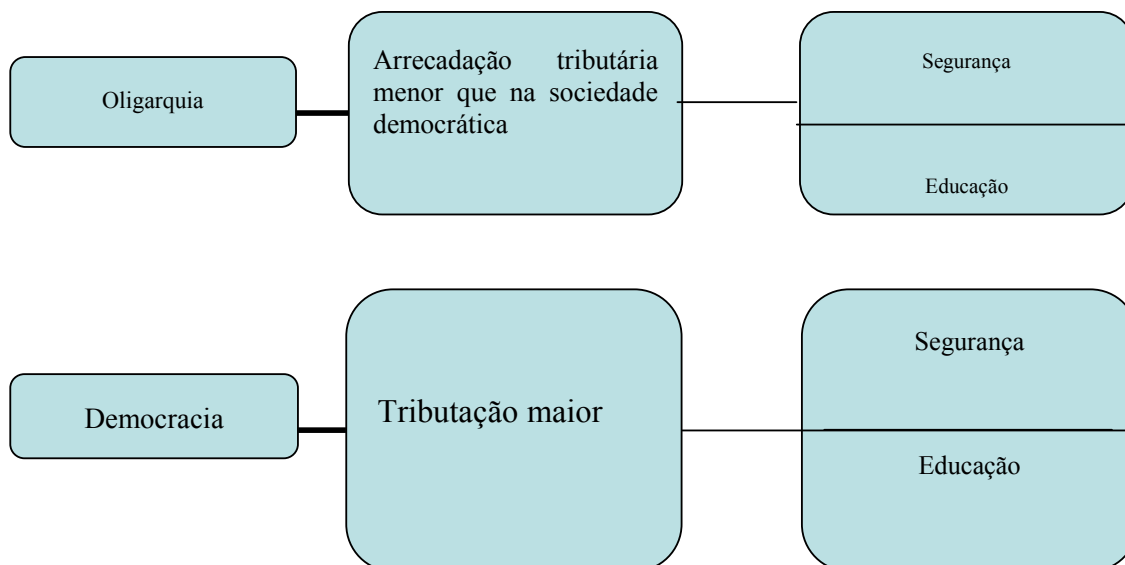 Oligarquia
Arrecadação tributária
menor que na sociedade
democrática
Segurança
Educação
Democracia
Tributação maior
Segurança
Educação